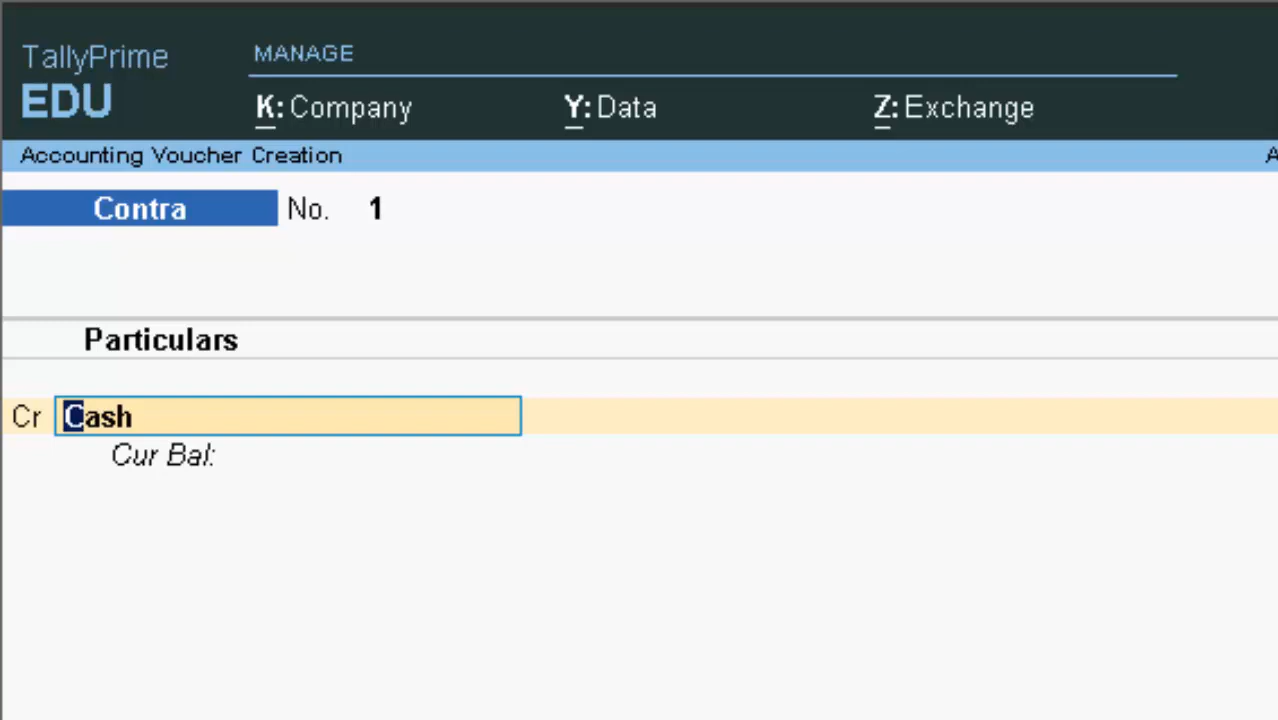 TallyPrime
EDU
MANAGE
K: Company Y: Data Z: Exchange
Accounting Voucher Creation A
Contra No. 1
Particulars
Cr Cash
Cur Bal: